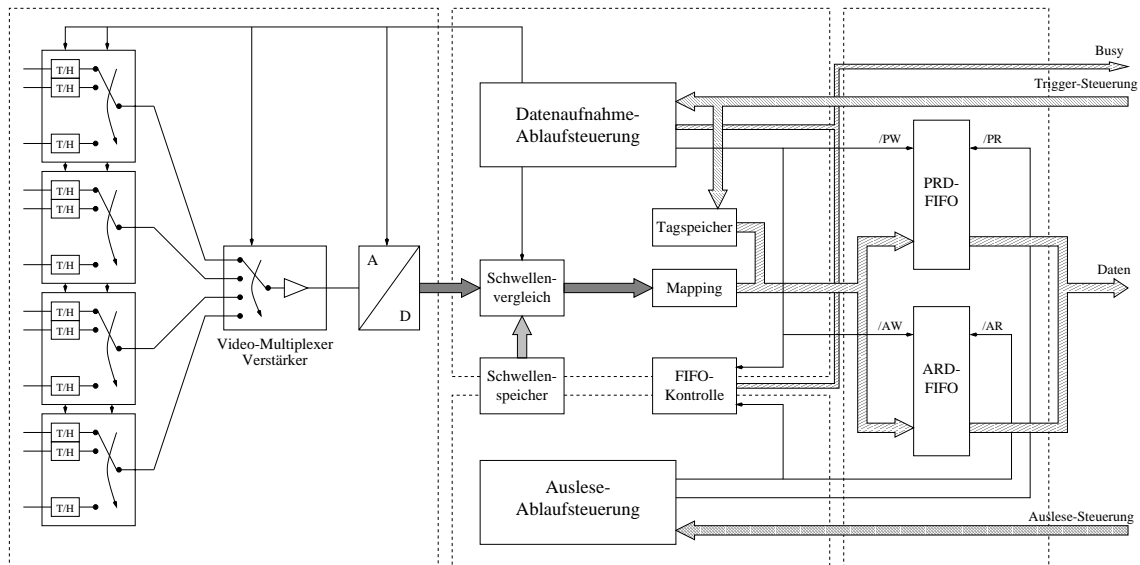 Busy
Trigger-Steuerung
T/H
T/H
T/H
Datenaufnahme-
Ablaufsteuerung
/PW
/PR
PRD-
FIFO
T/H
T/H
T/H
Tagspeicher
A
D
Schwellen-
vergleich
Mapping
Daten
T/H
T/H
T/H
Video-Multiplexer
Verstärker
/AW
/AR
Schwellen-
speicher
FIFO-
Kontrolle
ARD-
FIFO
T/H
T/H
T/H
Auslese-
Ablaufsteuerung
Auslese-Steuerung